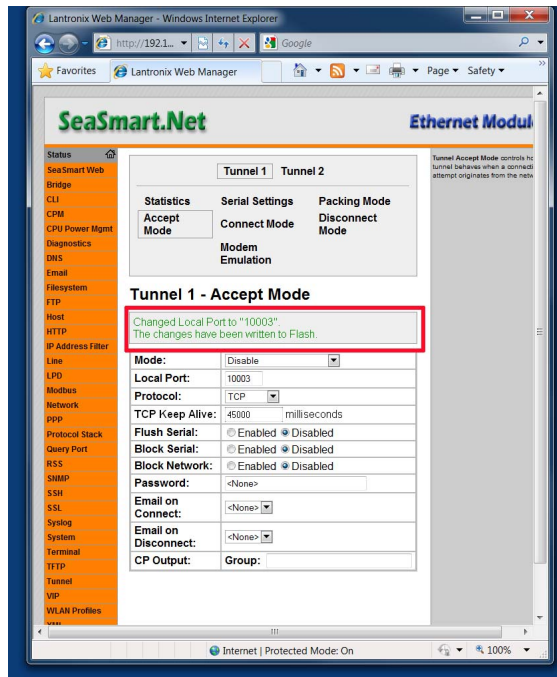 Lantronix Web Manager - Windows Internet Explorer
http://192.1...
Google
Favorites
Lantronix Web Manager
Page
Safety
SeaSmart.Net
Ethernet Modul
Status
SeaSmart Web
Bridge
CLI
CPM
CPU Power Mgmt
Diagnostics
DNS
Email
Filesystem
FTP
Host
HTTP
IP Address Filter
Line
LPD
Modbus
Network
PPP
Protocol Stack
Query Port
RSS
SNMP
SSH
SSL
Syslog
System
Terminal
TFTP
Tunnel
VIP
WLAN Profiles
XML
Tunnel 1 Tunnel 2
Statistics Serial Settings Packing Mode
Accept Mode Connect Mode Disconnect Mode
Modem Emulation
Tunnel 1 - Accept Mode
Changed Local Port to "10003".
The changes have been written to Flash.
Mode: Disable
Local Port: 10003
Protocol: TCP
TCP Keep Alive: 45000 milliseconds
Flush Serial: Enabled Disabled
Block Serial: Enabled Disabled
Block Network: Enabled Disabled
Password: <None>
Email on Connect: <None>
Email on Disconnect: <None>
CP Output: Group:
Tunnel Accept Mode controls ho
tunnel behaves when a connecti
attempt originates from the netw
Internet | Protected Mode: On
100%